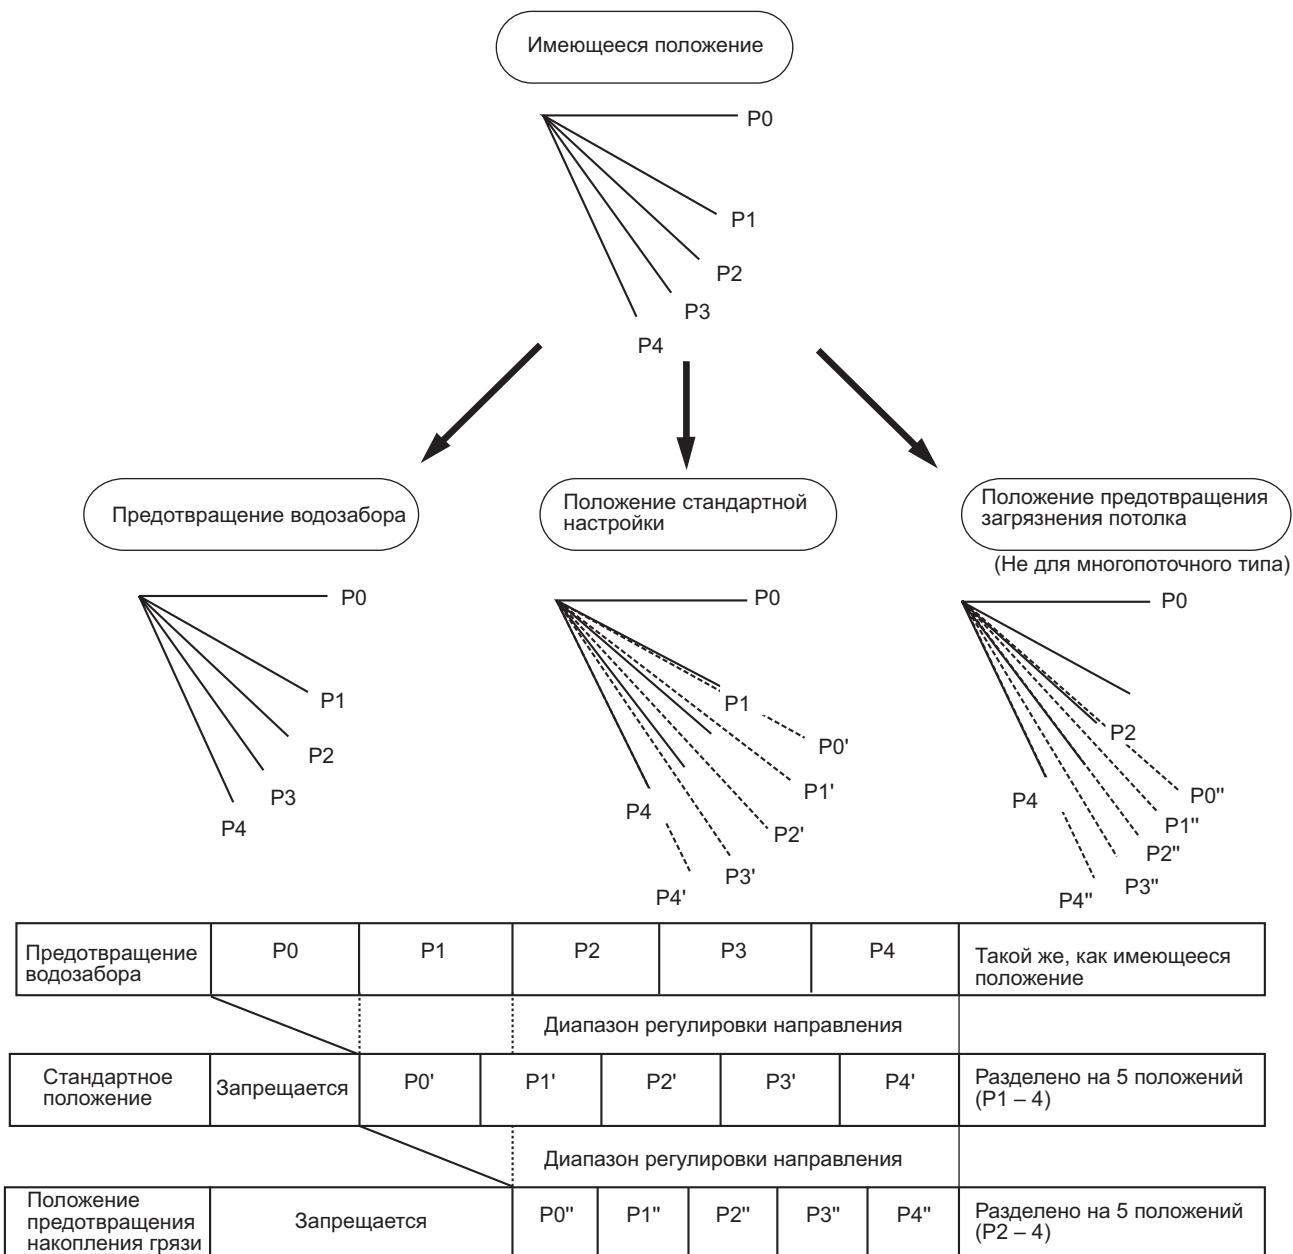 Имеющееся положение
P0
P1
P2
P3
P4
Предотвращение водозабора
Положение стандартной
настройки
Положение предотвращения
загрязнения потолка
(Не для многопоточного типа)
P0
P1
P2
P3
P4
P0
P1
P0'
P1'
P4
P2'
P3'
P4'
P0
P2
P0"
P4
P1"
P2"
P3"
P4"
Предотвращение
водозабора
P0
P1
P2
P3
P4
Такой же, как имеющееся
положение
Диапазон регулировки направления
Стандартное
положение
Запрещается
P0'
P1'
P2'
P3'
P4'
Разделено на 5 положений
(P1 – 4)
Диапазон регулировки направления
Положение
предотвращения
накопления грязи
Запрещается
P0"
P1"
P2"
P3"
P4"
Разделено на 5 положений
(P2 – 4)